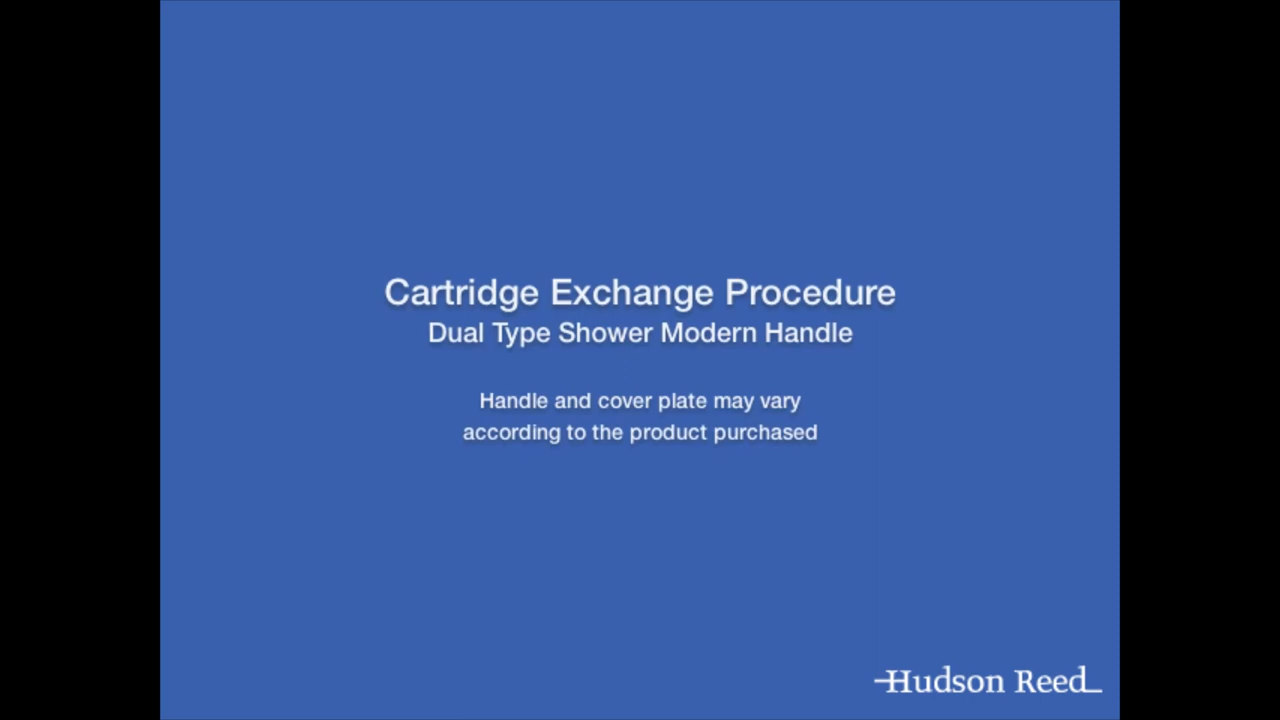 Cartridge Exchange Procedure
Dual Type Shower Modern Handle
Handle and cover plate may vary
according to the product purchased
Hudson Reed